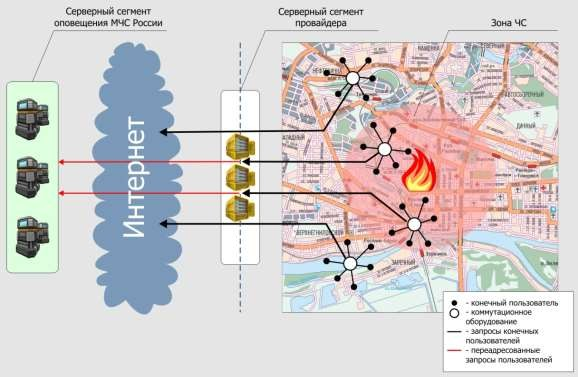 Серверный сегмент
оповещения МЧС России
Серверный сегмент
провайдера
Зона ЧС
Интернет
ЗАРЕЧНЫЙ
- конечный пользователь
- коммутационное
оборудование
- запросы конечных
пользователей
- переадресованные
запросы пользователей